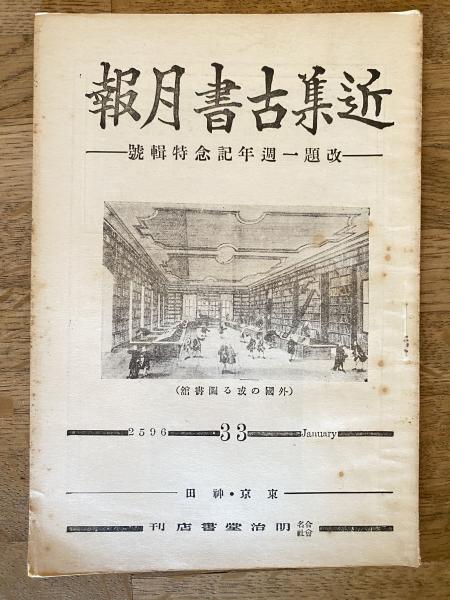 近集古書月報
改題一週年記念特輯號
(外國の或る圖書館)
2596 33 January
東京・神田
合名會社 明治堂書店刊